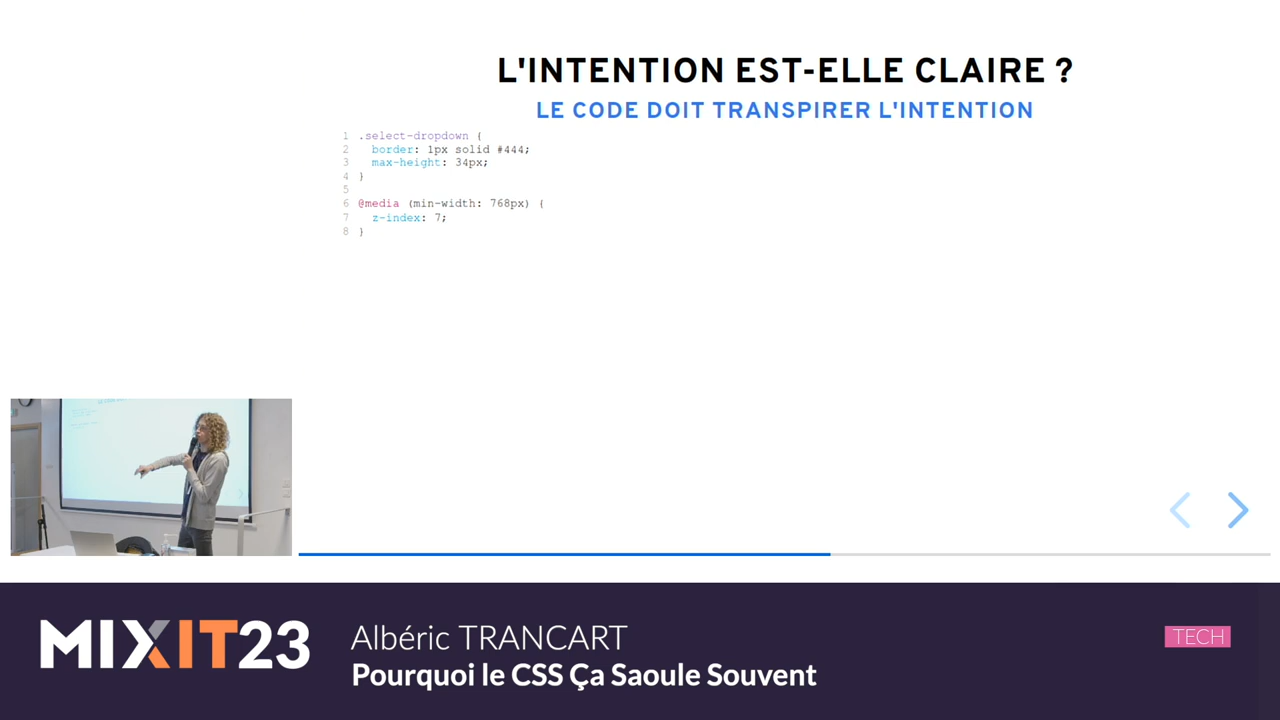 L'INTENTION EST-ELLE CLAIRE ?
LE CODE DOIT TRANSPIRER L'INTENTION
1 .select-dropdown {
2 border: 1px solid #444;
3 max-height: 34px;
4 }
5
6 @media (min-width: 768px) {
7 z-index: 7;
8 }
MIXIT23
Albéric TRANCART
Pourquoi le CSS Ça Saoule Souvent
TECH